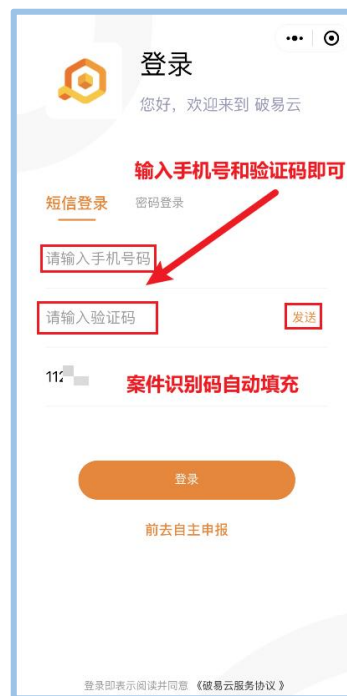 登录
您好，欢迎来到 破易云
输入手机号和验证码即可
短信登录 密码登录
请输入手机号码
请输入验证码 发送
112
案件识别码自动填充
登录
前去自主申报
登录即表示阅读并同意 《破易云服务协议 》